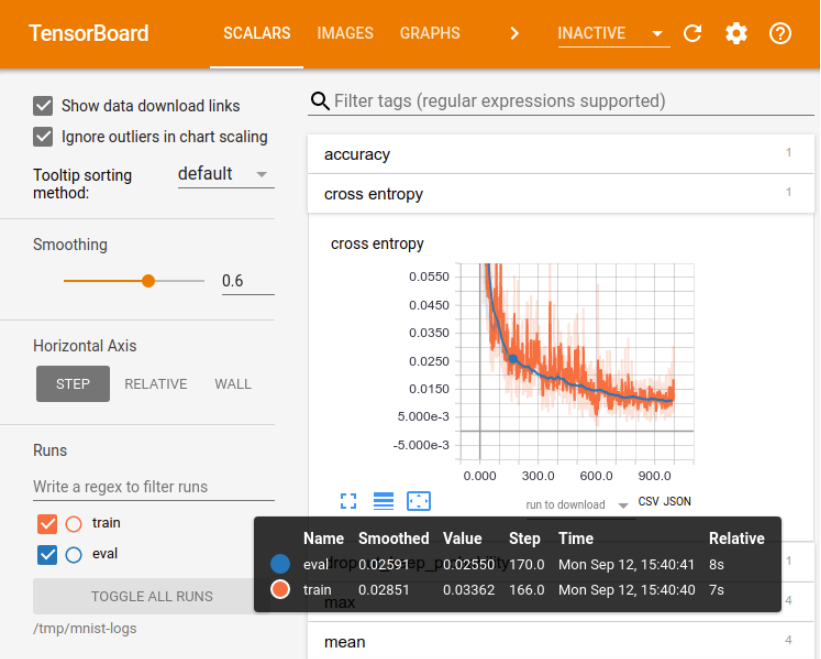 TensorBoard SCALARS IMAGES GRAPHS INACTIVE
Show data download links
Ignore outliers in chart scaling
Tooltip sorting method: default
Smoothing
0.6
Horizontal Axis
STEP RELATIVE WALL
Runs
Write a regex to filter runs
train
eval
TOGGLE ALL RUNS
/tmp/mnist-logs
Filter tags (regular expressions supported)
accuracy 1
cross entropy 1
cross entropy
0.0550
0.0450
0.0350
0.0250
0.0150
5.000e-3
-5.000e-3
0.000 300.0 600.0 900.0
run to download CSV JSON
Name Smoothed Value Step Time Relative
eval 0.02591 0.02550 170.0 Mon Sep 12, 15:40:41 8s
train 0.02851 0.03362 166.0 Mon Sep 12, 15:40:40 7s
1
max 4
mean 4